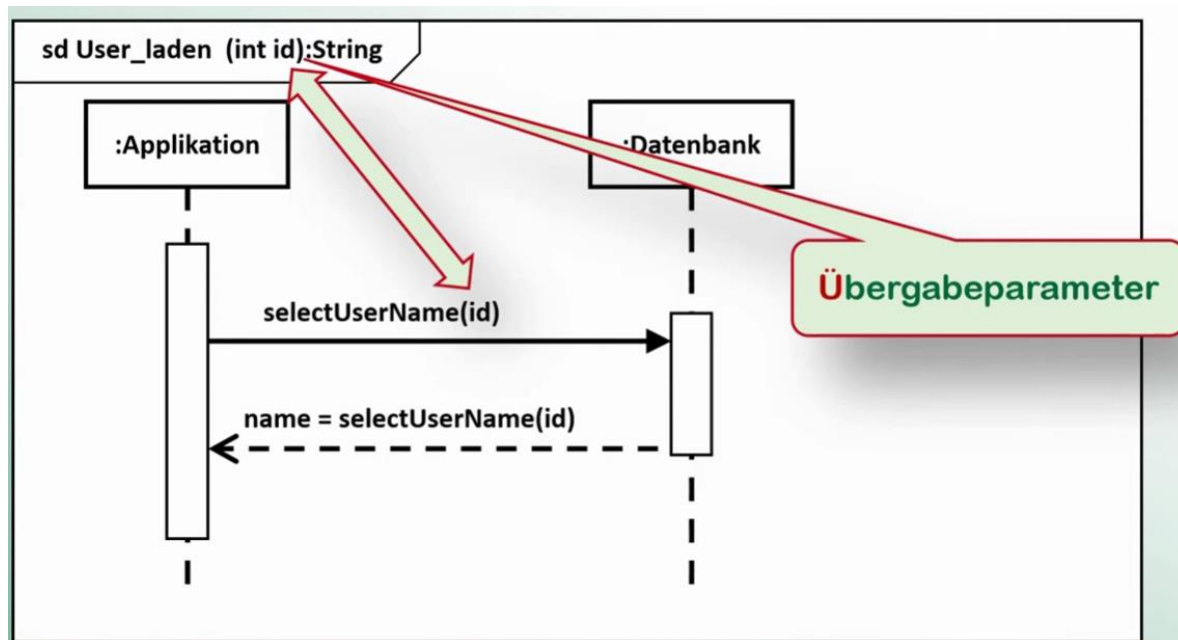 sd User_laden (int id):String
:Applikation
:Datenbank
Übergabeparameter
selectUserName(id)
name = selectUserName(id)